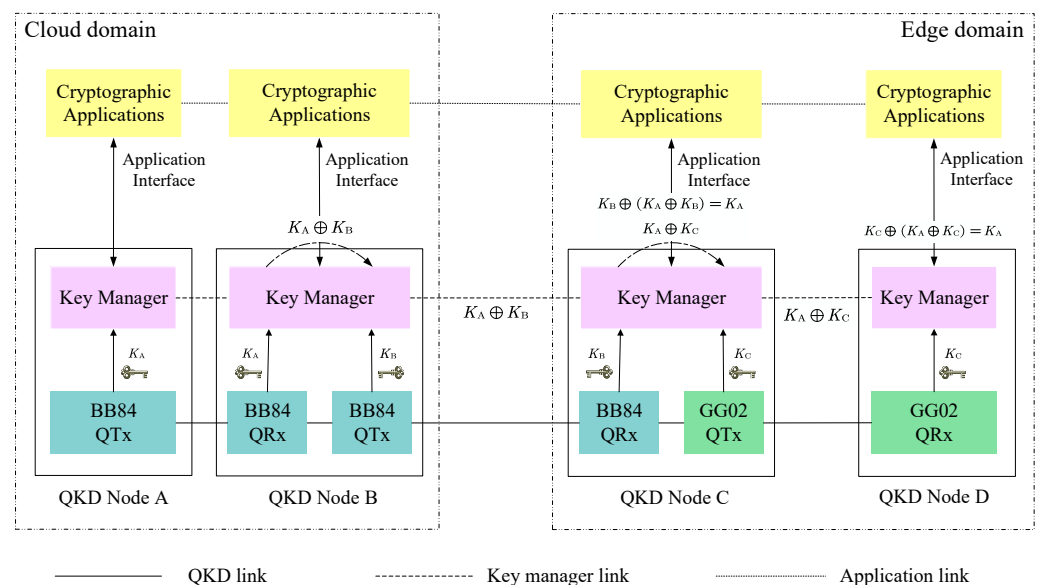 Cloud domain
Edge domain
Cryptographic
Applications
Cryptographic
Applications
Cryptographic
Applications
Cryptographic
Applications
Application
Interface
Application
Interface
Application
Interface
Application
Interface
K_B ⊕ (K_A ⊕ K_B) = K_A
K_A ⊕ K_B
K_A ⊕ K_C
K_C ⊕ (K_A ⊕ K_C) = K_A
Key Manager
Key Manager
Key Manager
Key Manager
K_A ⊕ K_B
K_A ⊕ K_C
K_A
K_A
K_B
K_B
K_C
K_C
BB84
QTx
BB84
QRx
BB84
QTx
BB84
QRx
GG02
QTx
GG02
QRx
QKD Node A
QKD Node B
QKD Node C
QKD Node D
QKD link
Key manager link
Application link